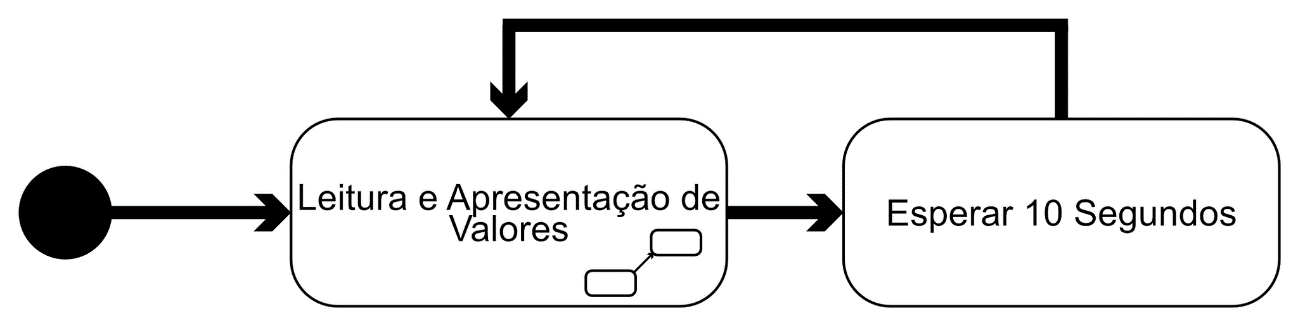 Leitura e Apresentação de
Valores
Esperar 10 Segundos